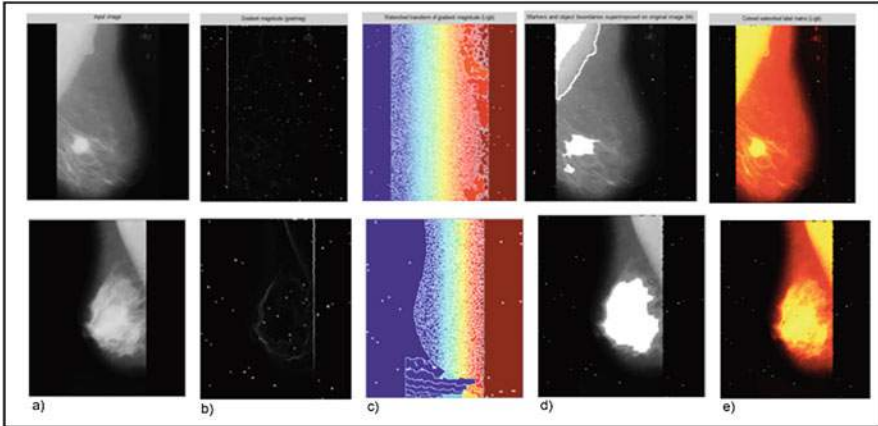 Input image
Gradient magnitude (gradmag)
Watershed transform of gradient magnitude (Lrgb)
Markers and object boundaries superimposed on original image (I4)
Colored watershed label matrix (Lrgb)
a)
b)
c)
d)
e)